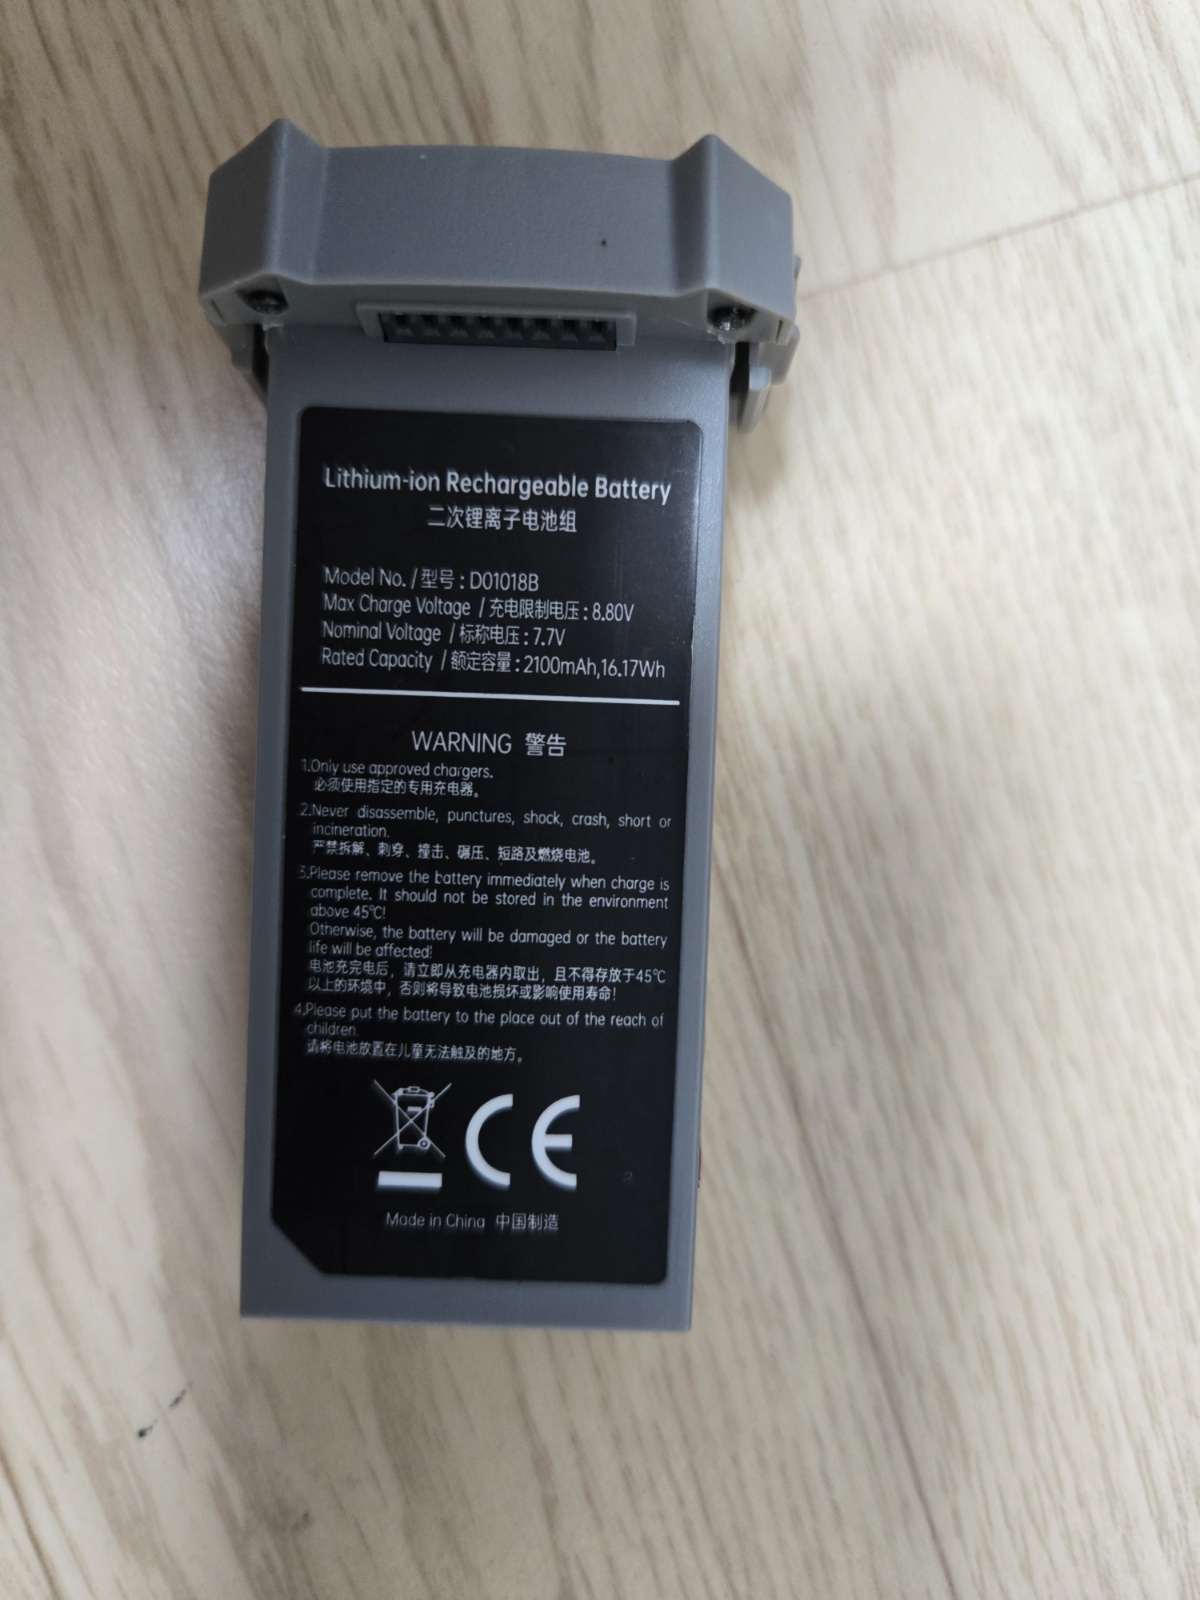 Lithium-ion Rechargeable Battery
二次锂离子电池组
Model No. / 型号 : D01018B
Max Charge Voltage / 充电限制电压 : 8.80V
Nominal Voltage / 标称电压 : 7.7V
Rated Capacity / 额定容量 : 2100mAh,16.17Wh
WARNING 警告
1.Only use approved chargers.
必须使用指定的专用充电器。
2.Never disassemble, punctures, shock, crash, short or
incineration.
严禁拆解、刺穿、撞击、碾压、短路及燃烧电池。
3.Please remove the battery immediately when charge is
complete. It should not be stored in the environment
above 45℃!
Otherwise, the battery will be damaged or the battery
life will be affected!
电池充完电后，请立即从充电器内取出，且不得存放于45℃
以上的环境中，否则将导致电池损坏或影响使用寿命！
4.Please put the battery to the place out of the reach of
children.
请将电池放置在儿童无法触及的地方。
CE
Made in China 中国制造